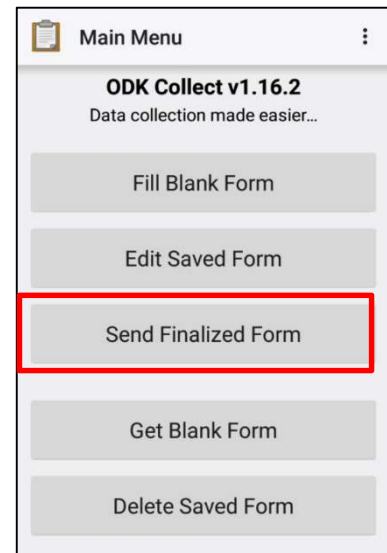 Main Menu
ODK Collect v1.16.2
Data collection made easier...
Fill Blank Form
Edit Saved Form
Send Finalized Form
Get Blank Form
Delete Saved Form